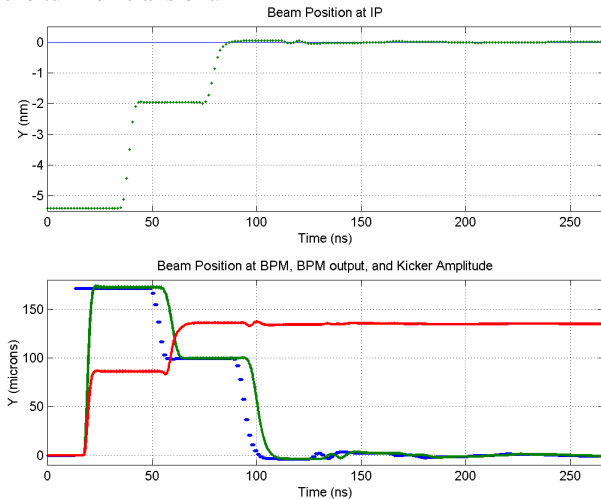 Beam Position at IP
0
-1
-2
-3
-4
-5
Y (nm)
0 50 100 150 200 250
Time (ns)
Beam Position at BPM, BPM output, and Kicker Amplitude
150
100
50
0
Y (microns)
0 50 100 150 200 250
Time (ns)